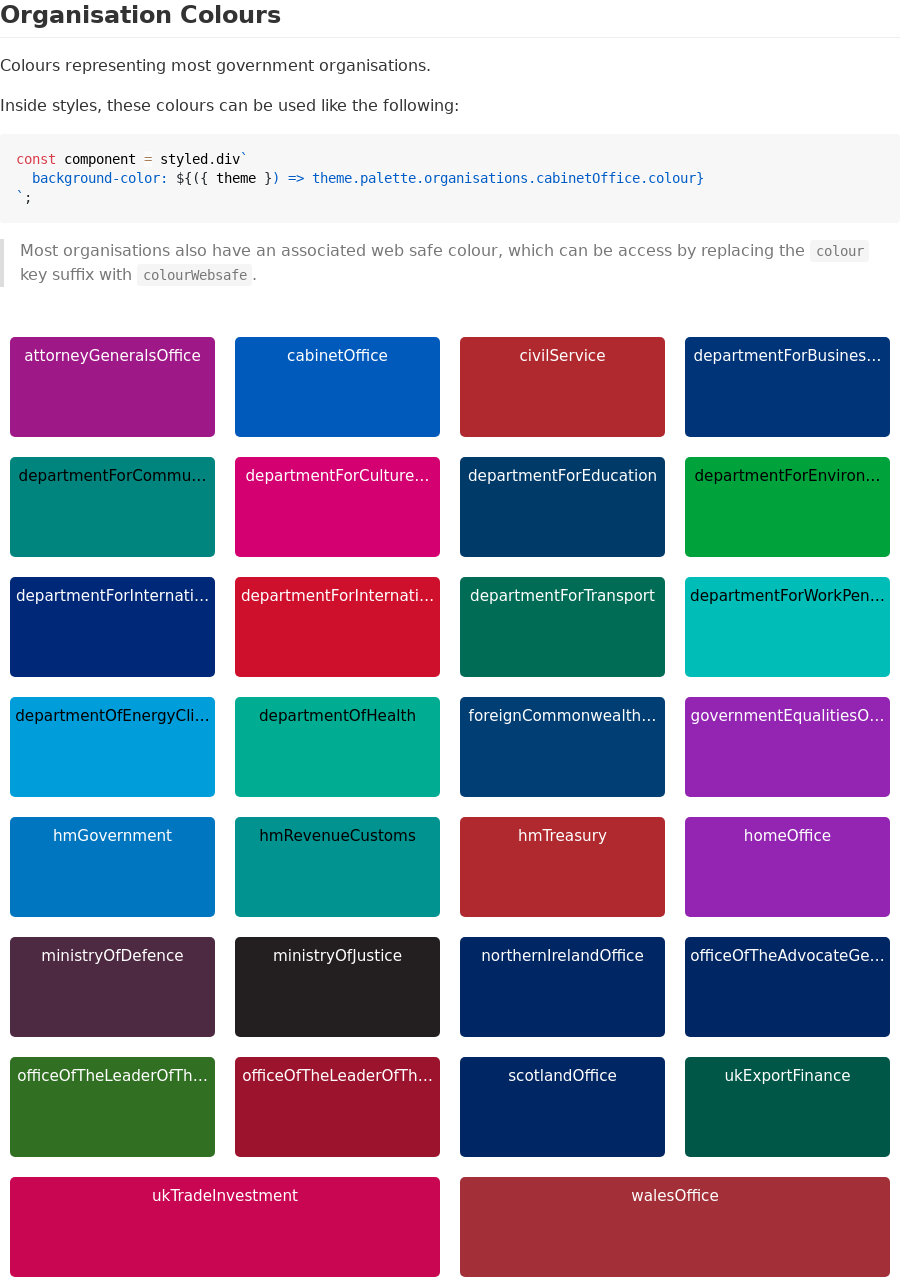 Organisation Colours
Colours representing most government organisations.
Inside styles, these colours can be used like the following:
const component = styled.div`
  background-color: ${({ theme }) => theme.palette.organisations.cabinetOffice.colour}
`;
Most organisations also have an associated web safe colour, which can be access by replacing the colour
key suffix with colourWebsafe.
attorneyGeneralsOffice
cabinetOffice
civilService
departmentForBusines…
departmentForCommu…
departmentForCulture…
departmentForEducation
departmentForEnviron…
departmentForInternati…
departmentForInternati…
departmentForTransport
departmentForWorkPen…
departmentOfEnergyCli…
departmentOfHealth
foreignCommonwealth…
governmentEqualitiesO…
hmGovernment
hmRevenueCustoms
hmTreasury
homeOffice
ministryOfDefence
ministryOfJustice
northernIrelandOffice
officeOfTheAdvocateGe…
officeOfTheLeaderOfTh…
officeOfTheLeaderOfTh…
scotlandOffice
ukExportFinance
ukTradeInvestment
walesOffice